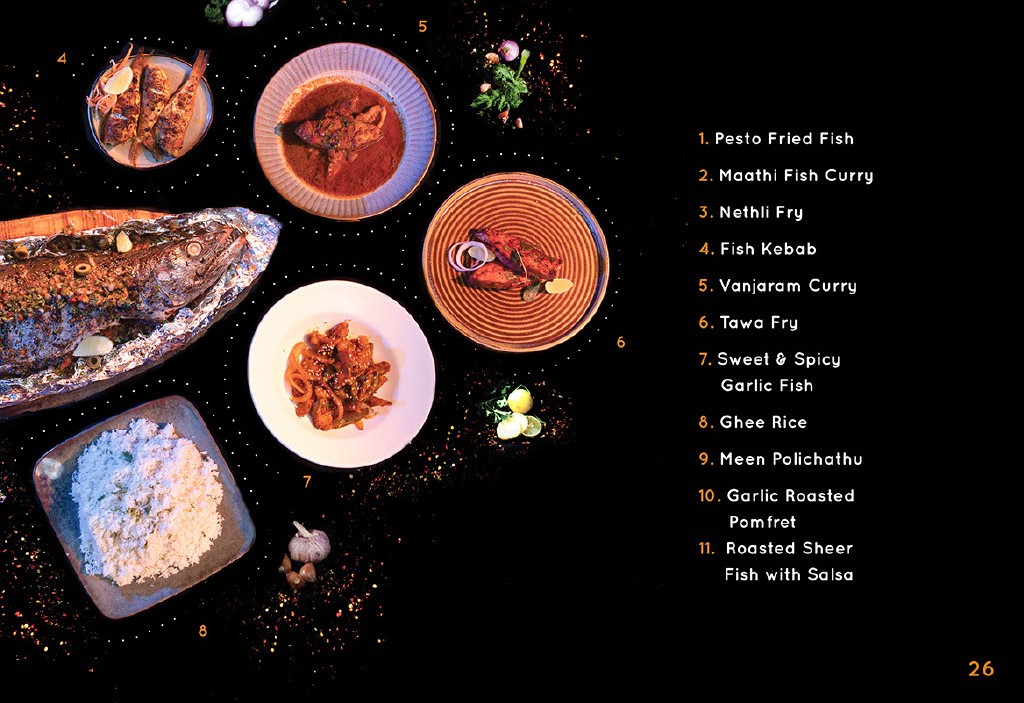 5
4
6
7
8
1. Pesto Fried Fish
2. Maathi Fish Curry
3. Nethli Fry
4. Fish Kebab
5. Vanjaram Curry
6. Tawa Fry
7. Sweet & Spicy
Garlic Fish
8. Ghee Rice
9. Meen Polichathu
10. Garlic Roasted
Pomfret
11. Roasted Sheer
Fish with Salsa
26